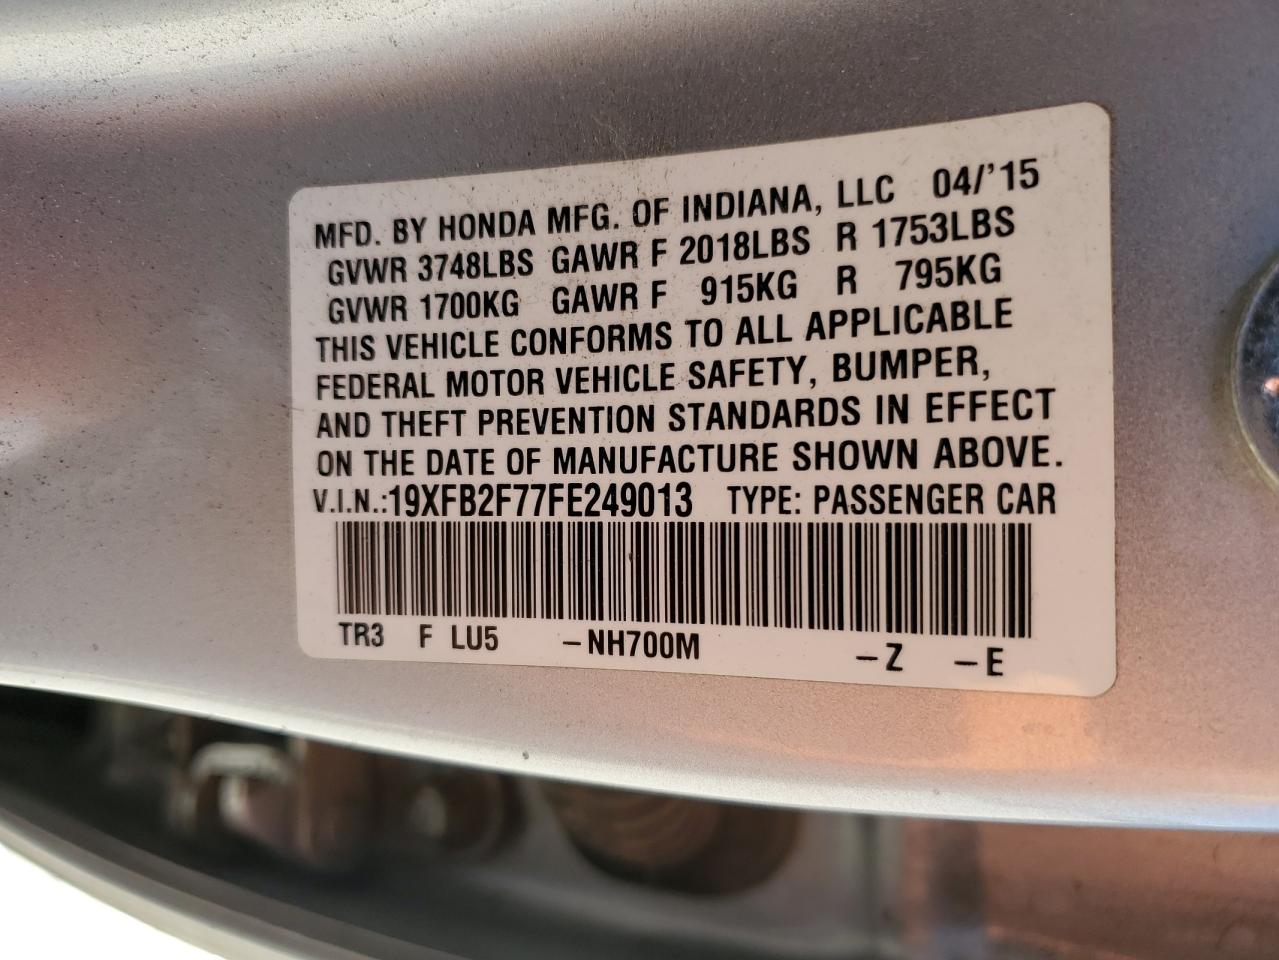 MFD. BY HONDA MFG. OF INDIANA, LLC 04/'15
GVWR 3748LBS GAWR F 2018LBS R 1753LBS
GVWR 1700KG GAWR F 915KG R 795KG
THIS VEHICLE CONFORMS TO ALL APPLICABLE
FEDERAL MOTOR VEHICLE SAFETY, BUMPER,
AND THEFT PREVENTION STANDARDS IN EFFECT
ON THE DATE OF MANUFACTURE SHOWN ABOVE.
V.I.N.:19XFB2F77FE249013 TYPE: PASSENGER CAR
TR3 F LU5 –NH700M –Z –E